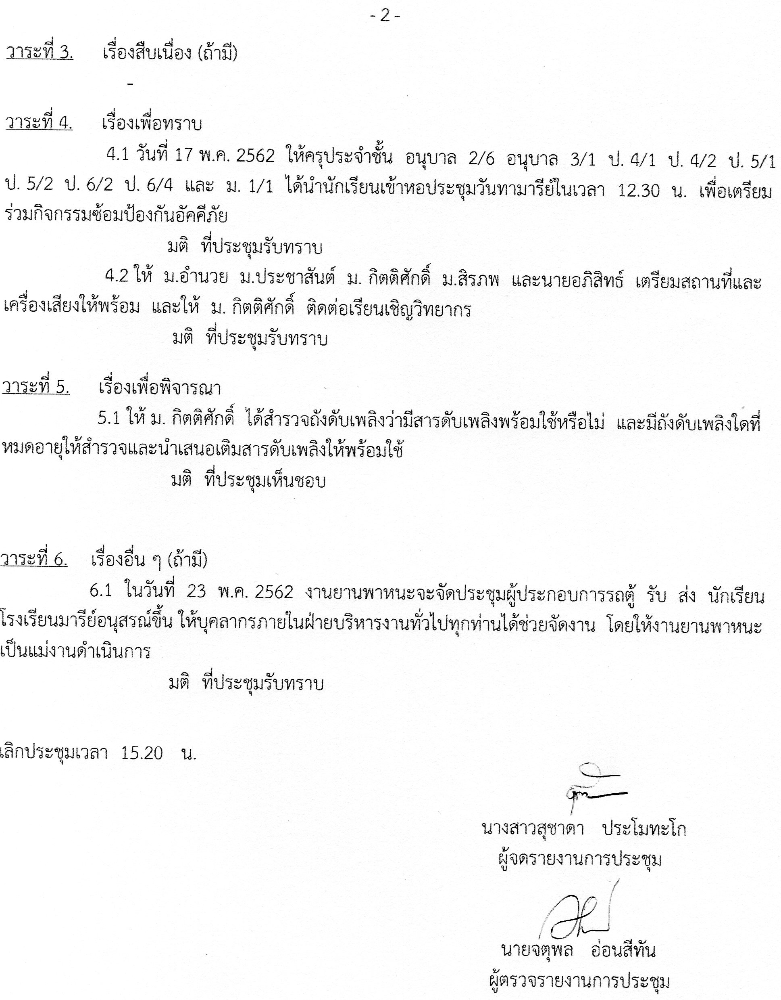 - 2 -
วาระที่ 3. เรื่องสืบเนื่อง (ถ้ามี)
-
วาระที่ 4. เรื่องเพื่อทราบ
4.1 วันที่ 17 พ.ค. 2562 ให้ครุประจำชั้น อนุบาล 2/6 อนุบาล 3/1 ป. 4/1 ป. 4/2 ป. 5/1
ป. 5/2 ป. 6/2 ป. 6/4 และ ม. 1/1 ได้นำนักเรียนเข้าหอประชุมวันทามารีย์ในเวลา 12.30 น. เพื่อเตรียม
ร่วมกิจกรรมซ้อมป้องกันอัคคีภัย
มติ ที่ประชุมรับทราบ
4.2 ให้ ม.อำนวย ม.ประชาสันต์ ม. กิตติศักดิ์ ม.สิรภพ และนายอภิสิทธ์ เตรียมสถานที่และ
เครื่องเสียงให้พร้อม และให้ ม. กิตติศักดิ์ ติดต่อเรียนเชิญวิทยากร
มติ ที่ประชุมรับทราบ
วาระที่ 5. เรื่องเพื่อพิจารณา
5.1 ให้ ม. กิตติศักดิ์ ได้สำรวจถังดับเพลิงว่ามีสารดับเพลิงพร้อมใช้หรือไม่ และมีถังดับเพลิงใดที่
หมดอายุให้สำรวจและนำเสนอเติมสารดับเพลิงให้พร้อมใช้
มติ ที่ประชุมเห็นชอบ
วาระที่ 6. เรื่องอื่น ๆ (ถ้ามี)
6.1 ในวันที่ 23 พ.ค. 2562 งานยานพาหนะจะจัดประชุมผู้ประกอบการรถตู้ รับ ส่ง นักเรียน
โรงเรียนมารีย์อนุสรณ์ขึ้น ให้บุคลากรภายในฝ่ายบริหารงานทั่วไปทุกท่านได้ช่วยจัดงาน โดยให้งานยานพาหนะ
เป็นแม่งานดำเนินการ
มติ ที่ประชุมรับทราบ
เลิกประชุมเวลา 15.20 น.
นางสาวสุชาดา ประโมทะโก
ผู้จดรายงานการประชุม
นายจตุพล อ่อนสีทัน
ผู้ตรวจรายงานการประชุม